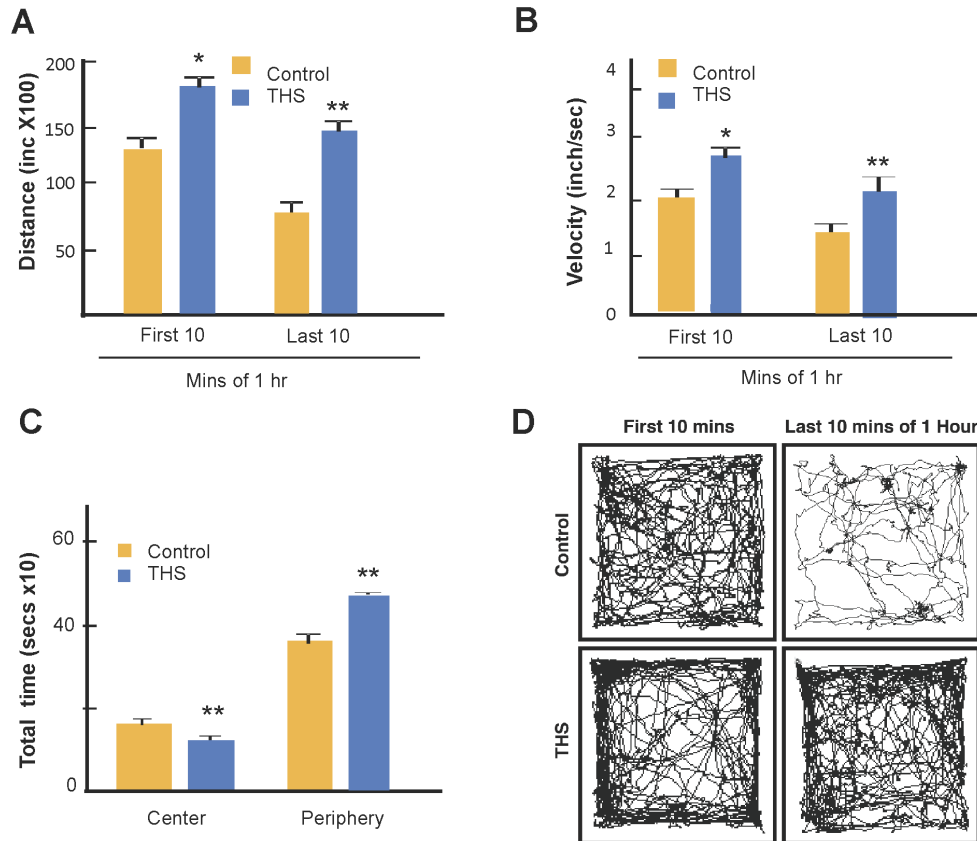 A
Distance (inc X100)
200
150
100
50
*
**
Control
THS
First 10
Last 10
Mins of 1 hr
B
Velocity (inch/sec)
4
3
2
1
0
Control
THS
*
**
First 10
Last 10
Mins of 1 hr
C
Total time (secs x10)
60
40
20
0
Control
THS
**
**
Center
Periphery
D
First 10 mins
Last 10 mins of 1 Hour
Control
THS